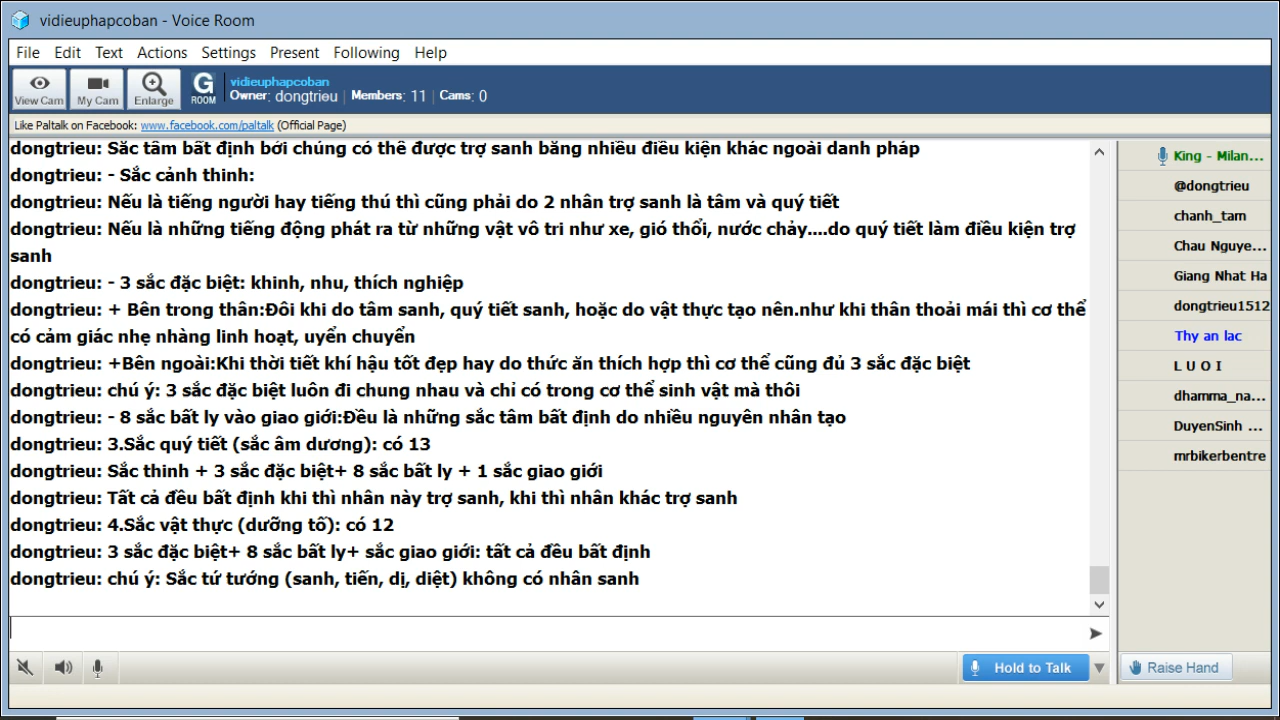 vidieuphapcoban - Voice Room
File Edit Text Actions Settings Present Following Help
View Cam
My Cam
Enlarge
G
ROOM
vidieuphapcoban
Owner: dongtrieu | Members: 11 | Cams: 0
Like Paltalk on Facebook: www.facebook.com/paltalk (Official Page)
dongtrieu: Sắc tâm bất định bởi chúng có thể được trợ sanh bằng nhiều điều kiện khác ngoài danh pháp
dongtrieu: - Sắc cảnh thinh:
dongtrieu: Nếu là tiếng người hay tiếng thú thì cũng phải do 2 nhân trợ sanh là tâm và quý tiết
dongtrieu: Nếu là những tiếng động phát ra từ những vật vô tri như xe, gió thổi, nước chảy....do quý tiết làm điều kiện trợ
sanh
dongtrieu: - 3 sắc đặc biệt: khinh, nhu, thích nghiệp
dongtrieu: + Bên trong thân:Đôi khi do tâm sanh, quý tiết sanh, hoặc do vật thực tạo nên.như khi thân thoải mái thì cơ thể
có cảm giác nhẹ nhàng linh hoạt, uyển chuyển
dongtrieu: +Bên ngoài:Khi thời tiết khí hậu tốt đẹp hay do thức ăn thích hợp thì cơ thể cũng đủ 3 sắc đặc biệt
dongtrieu: chú ý: 3 sắc đặc biệt luôn đi chung nhau và chỉ có trong cơ thể sinh vật mà thôi
dongtrieu: - 8 sắc bất ly vào giao giới:Đều là những sắc tâm bất định do nhiều nguyên nhân tạo
dongtrieu: 3.Sắc quý tiết (sắc âm dương): có 13
dongtrieu: Sắc thinh + 3 sắc đặc biệt+ 8 sắc bất ly + 1 sắc giao giới
dongtrieu: Tất cả đều bất định khi thì nhân này trợ sanh, khi thì nhân khác trợ sanh
dongtrieu: 4.Sắc vật thực (dưỡng tố): có 12
dongtrieu: 3 sắc đặc biệt+ 8 sắc bất ly+ sắc giao giới: tất cả đều bất định
dongtrieu: chú ý: Sắc tứ tướng (sanh, tiến, dị, diệt) không có nhân sanh
King - Milan...
@dongtrieu
chanh_tam
Chau Nguye...
Giang Nhat Ha
dongtrieu1512
Thy an lac
L U O I
dhamma_na...
DuyenSinh ...
mrbikerbentre
Hold to Talk
Raise Hand